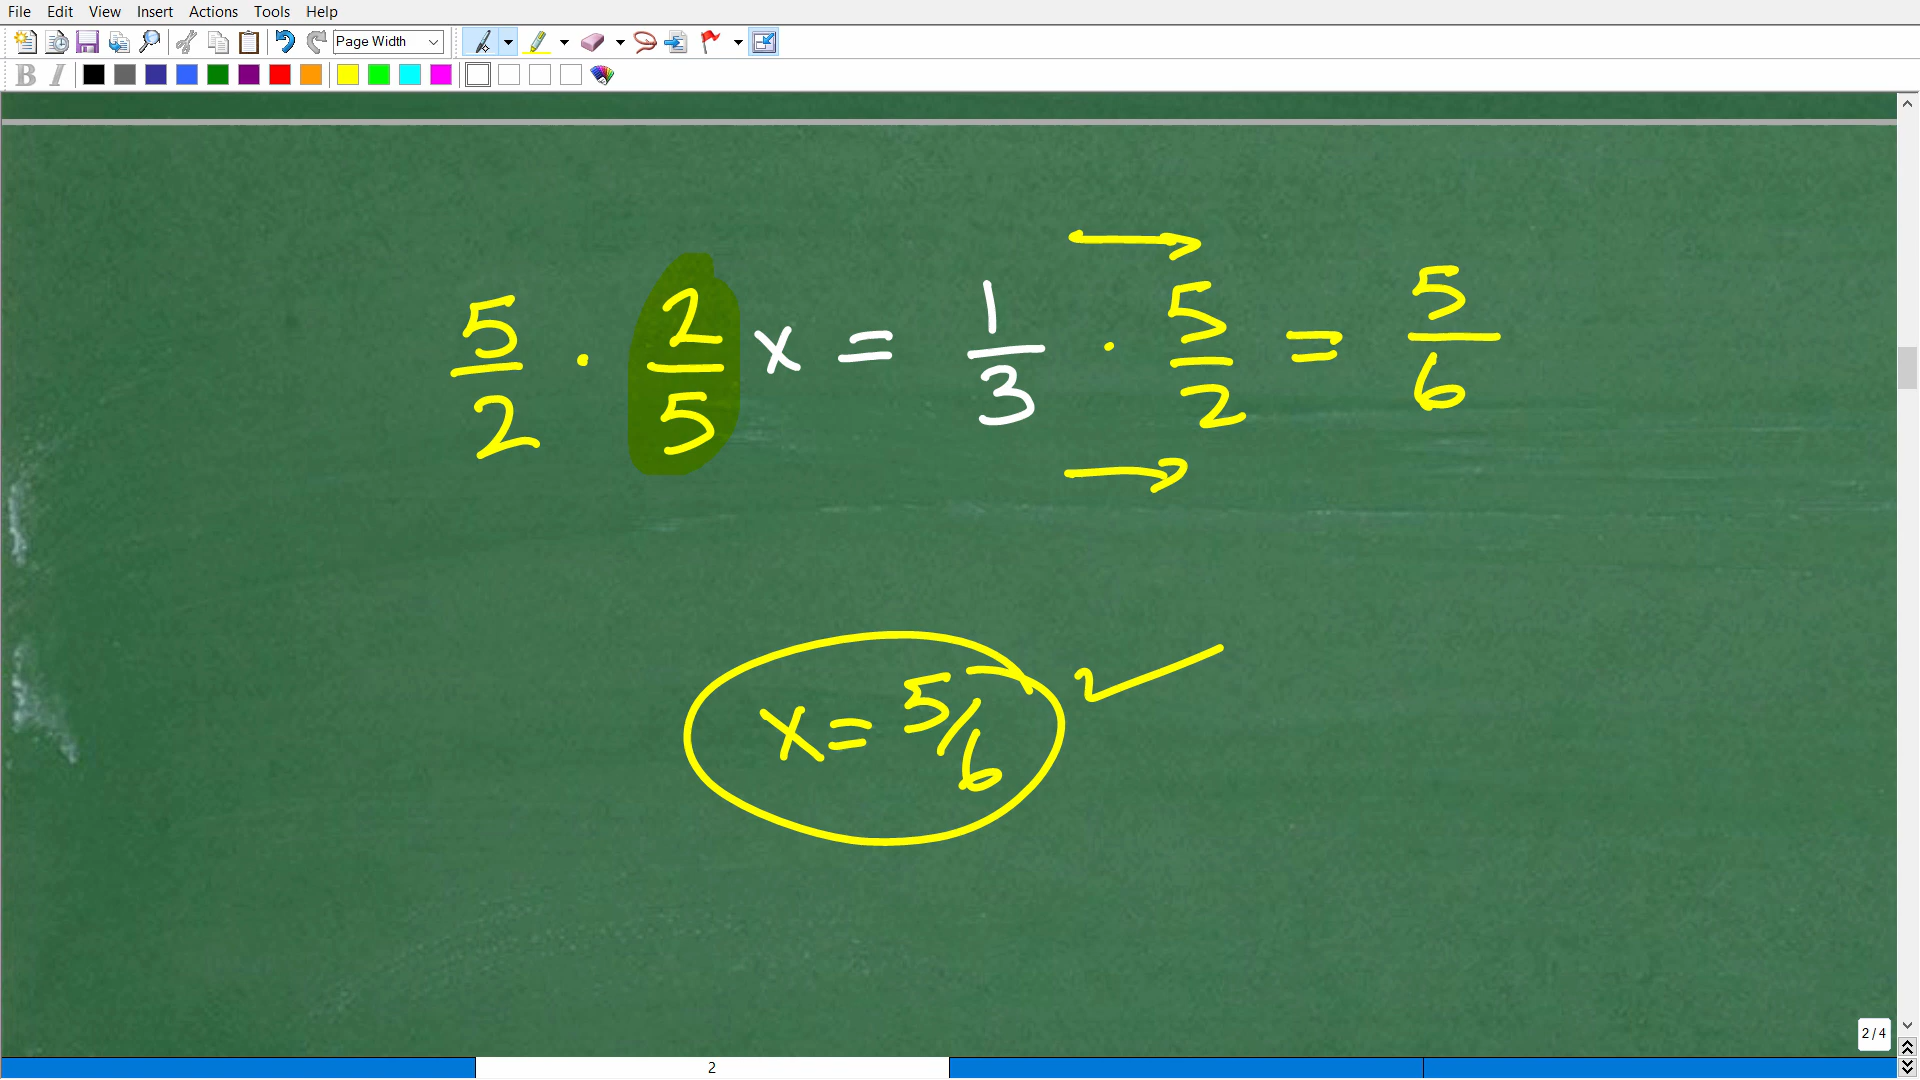 File Edit View Insert Actions Tools Help
Page Width
B I
5/2 · 2/5 x = 1/3 · 5/2 = 5/6
x = 5/6
2 / 4
2